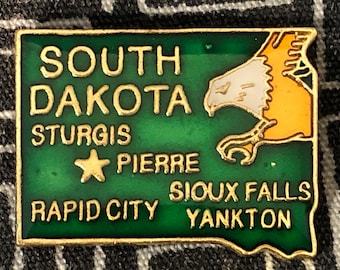 SOUTH
DAKOTA
STURGIS
PIERRE
SIOUX FALLS
RAPID CITY
YANKTON